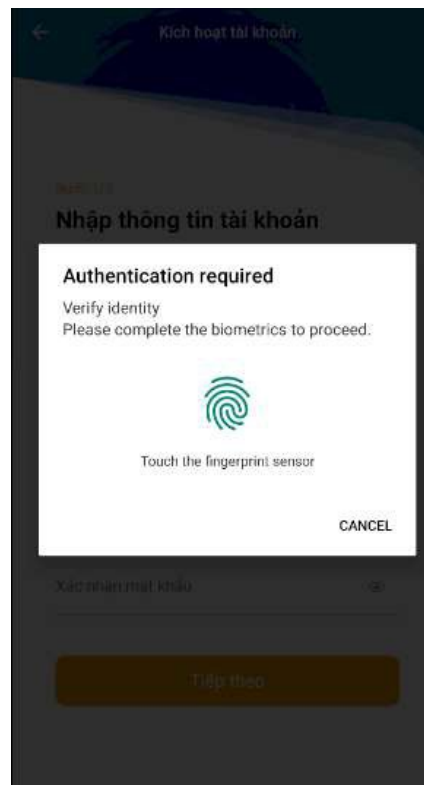 Kích hoạt tài khoản
Nhập thông tin tài khoản
Authentication required
Verify identity
Please complete the biometrics to proceed.
Touch the fingerprint sensor
CANCEL
Xác nhận mật khẩu
Tiếp theo